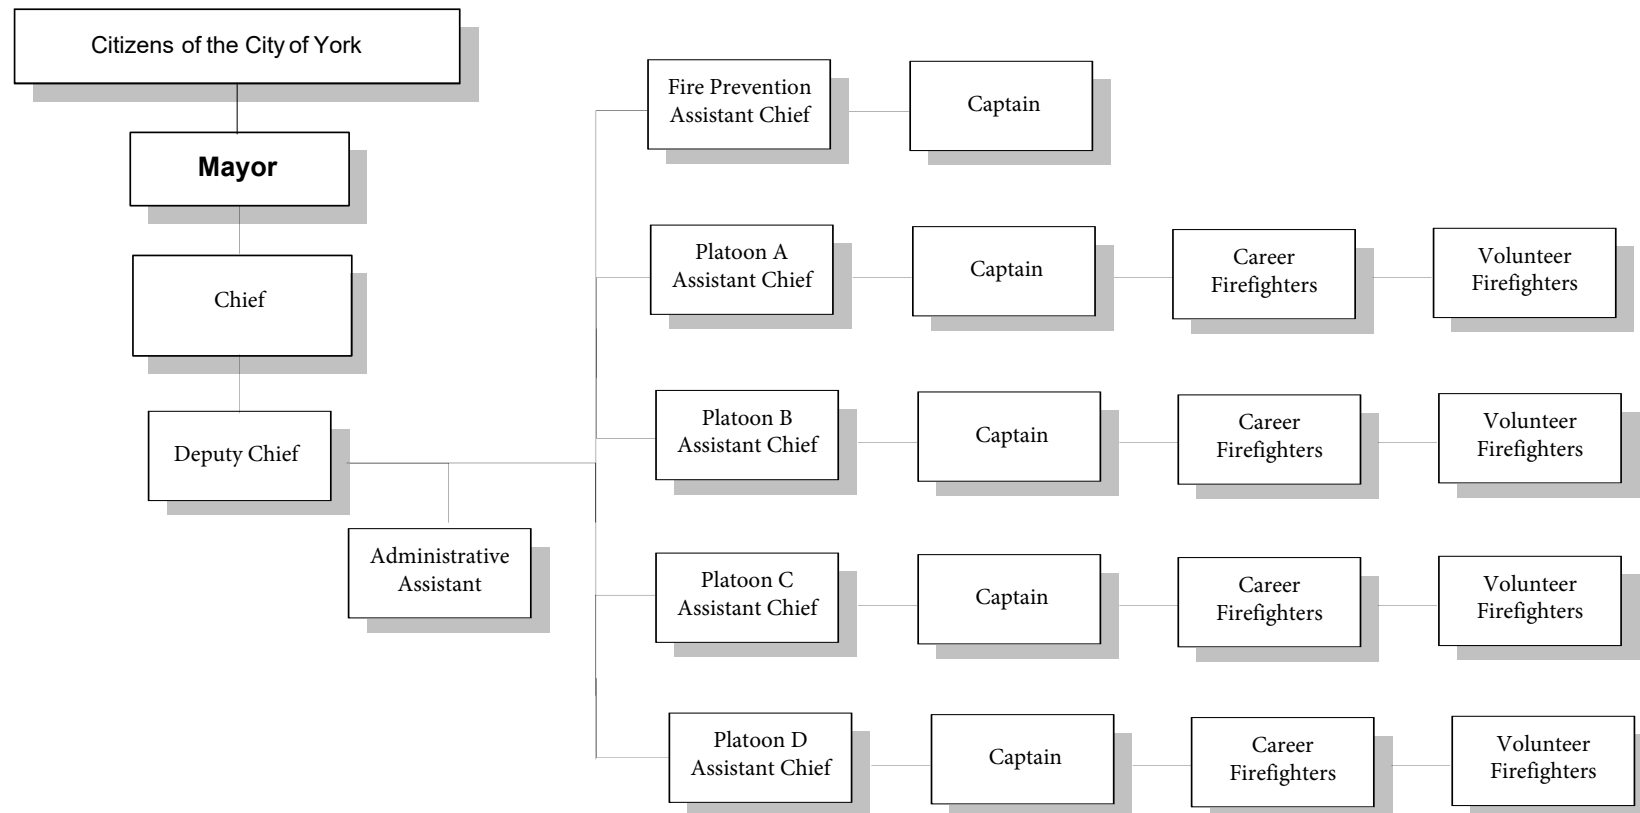 Citizens of the City of York
Mayor
Chief
Deputy Chief
Administrative
Assistant
Fire Prevention
Assistant Chief
Captain
Platoon A
Assistant Chief
Captain
Career
Firefighters
Volunteer
Firefighters
Platoon B
Assistant Chief
Captain
Career
Firefighters
Volunteer
Firefighters
Platoon C
Assistant Chief
Captain
Career
Firefighters
Volunteer
Firefighters
Platoon D
Assistant Chief
Captain
Career
Firefighters
Volunteer
Firefighters